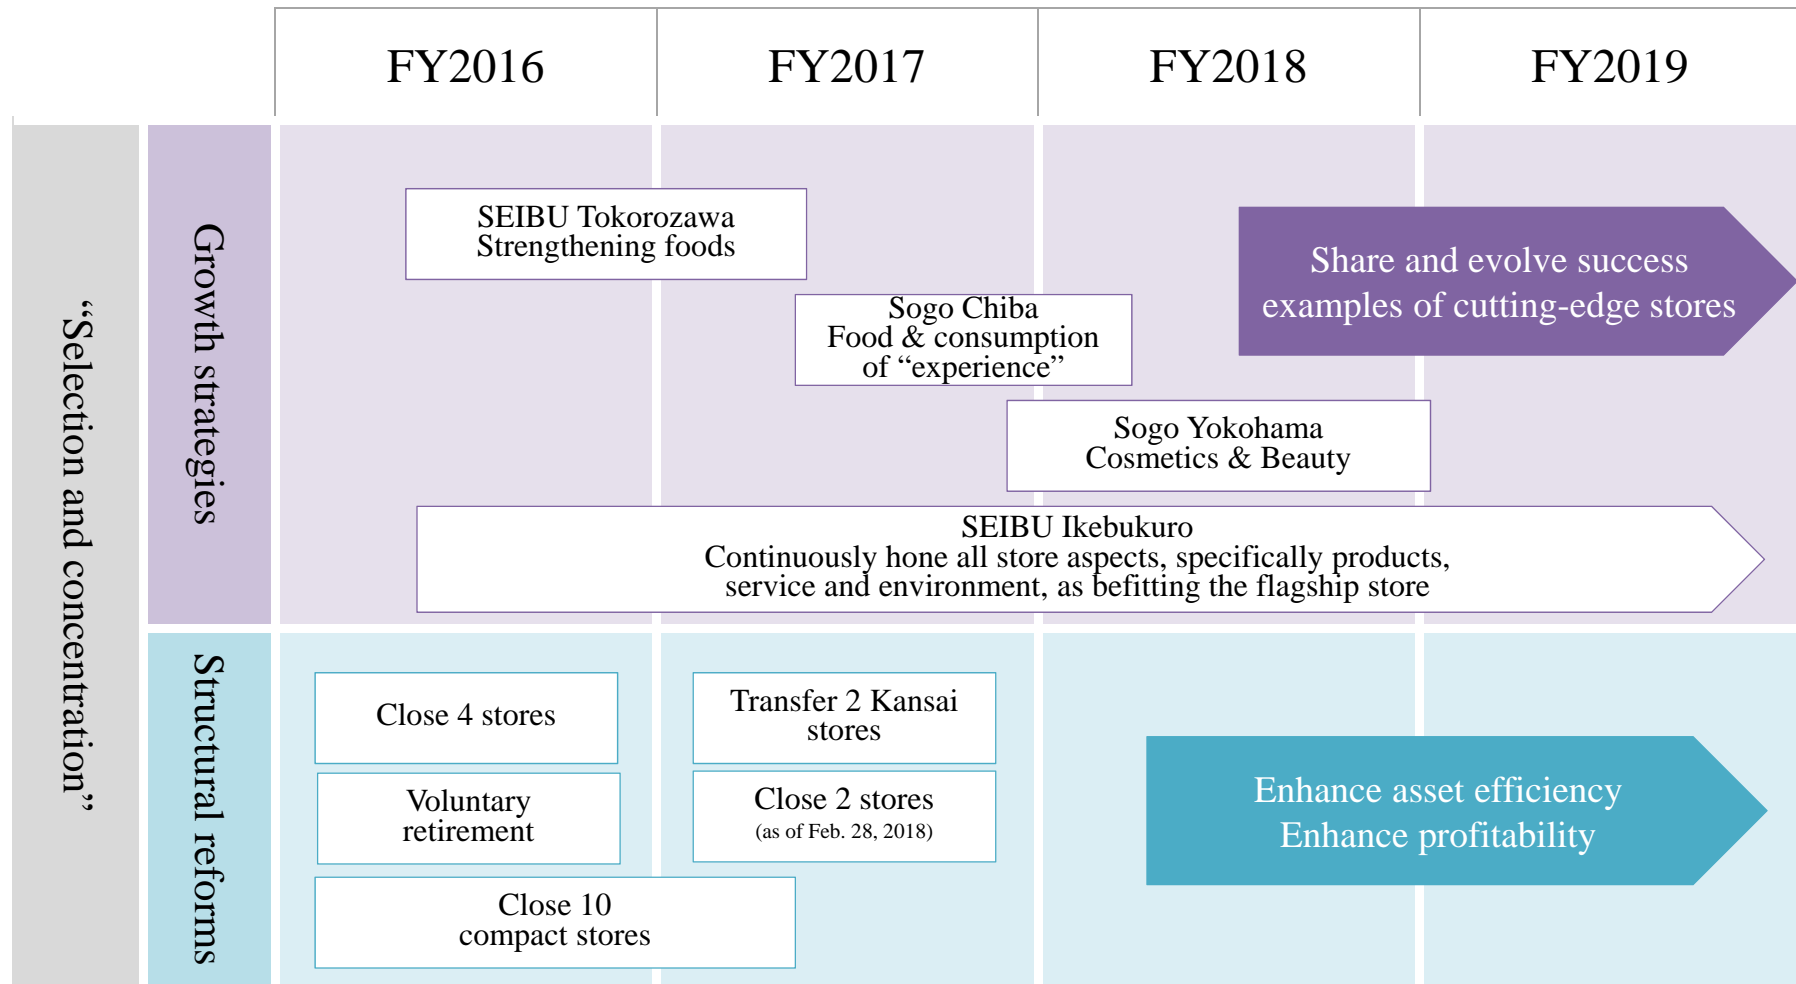 FY2016
FY2017
FY2018
FY2019
“Selection and concentration”
Growth strategies
SEIBU Tokorozawa
Strengthening foods
Sogo Chiba
Food & consumption
of “experience”
Sogo Yokohama
Cosmetics & Beauty
Share and evolve success
examples of cutting-edge stores
SEIBU Ikebukuro
Continuously hone all store aspects, specifically products,
service and environment, as befitting the flagship store
Structural reforms
Close 4 stores
Voluntary
retirement
Close 10
compact stores
Transfer 2 Kansai
stores
Close 2 stores
(as of Feb. 28, 2018)
Enhance asset efficiency
Enhance profitability